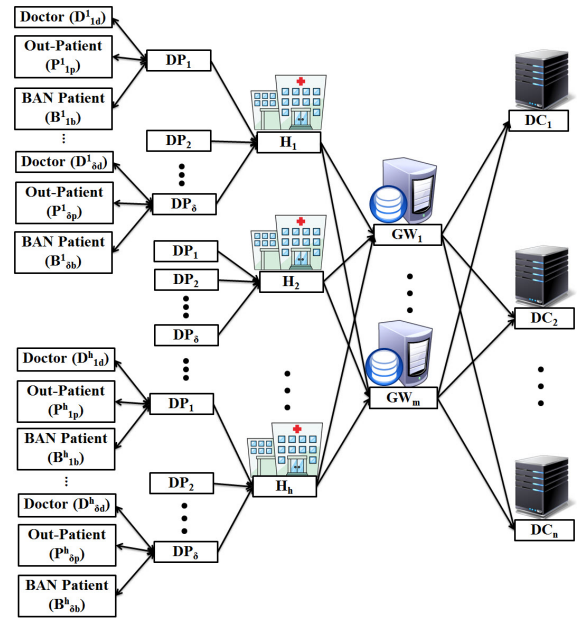 Doctor (D¹₁d)
Out-Patient
(P¹₁p)
BAN Patient
(B¹₁b)
⋮
Doctor (D¹δd)
Out-Patient
(P¹δp)
BAN Patient
(B¹δb)
Doctor (Dʰ₁d)
Out-Patient
(Pʰ₁p)
BAN Patient
(Bʰ₁b)
⋮
Doctor (Dʰδd)
Out-Patient
(Pʰδp)
BAN Patient
(Bʰδb)
DP₁
DP₂
DPδ
DP₁
DP₂
DPδ
DP₁
DP₂
DPδ
H₁
H₂
Hₕ
GW₁
GWₘ
DC₁
DC₂
DCₙ